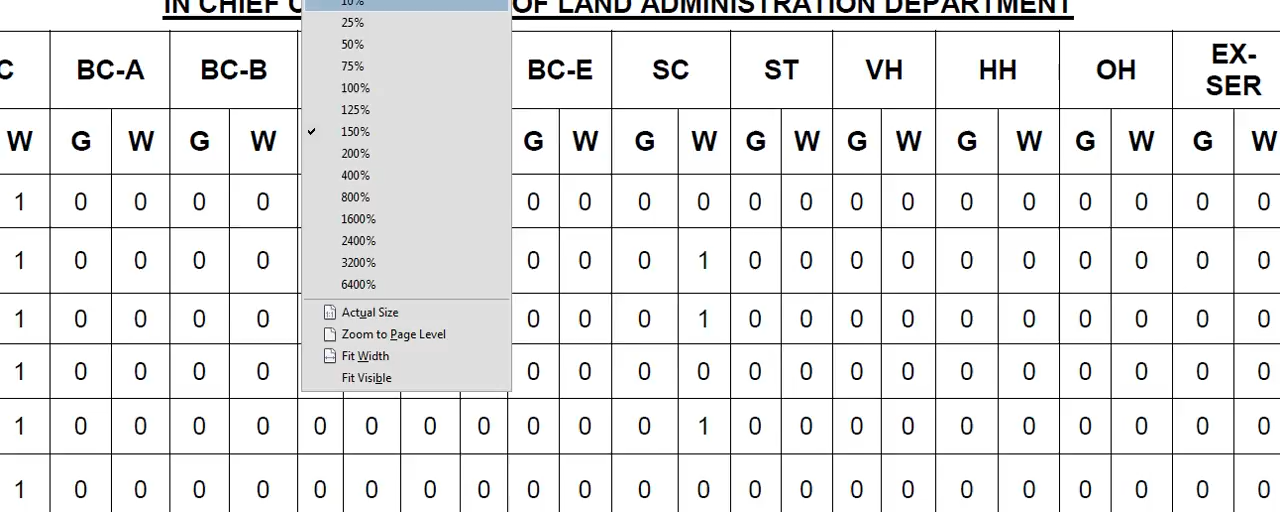 IN CHIEF C OF LAND ADMINISTRATION DEPARTMENT
10%
25%
50%
75%
100%
125%
150%
200%
400%
800%
1600%
2400%
3200%
6400%
Actual Size
Zoom to Page Level
Fit Width
Fit Visible
C BC-A BC-B BC-E SC ST VH HH OH EX-SER
W G W G W G W G W G W G W G W G W G W
1 0 0 0 0 0 0 0 0 0 0 0 0 0 0 0 0 0 0
1 0 0 0 0 0 0 0 1 0 0 0 0 0 0 0 0 0 0
1 0 0 0 0 0 0 0 1 0 0 0 0 0 0 0 0 0 0
1 0 0 0 0 0 0 0 0 0 0 0 0 0 0 0 0 0 0
1 0 0 0 0 0 0 0 0 0 0 0 1 0 0 0 0 0 0 0 0 0 0
1 0 0 0 0 0 0 0 0 0 0 0 0 0 0 0 0 0 0 0 0 0 0